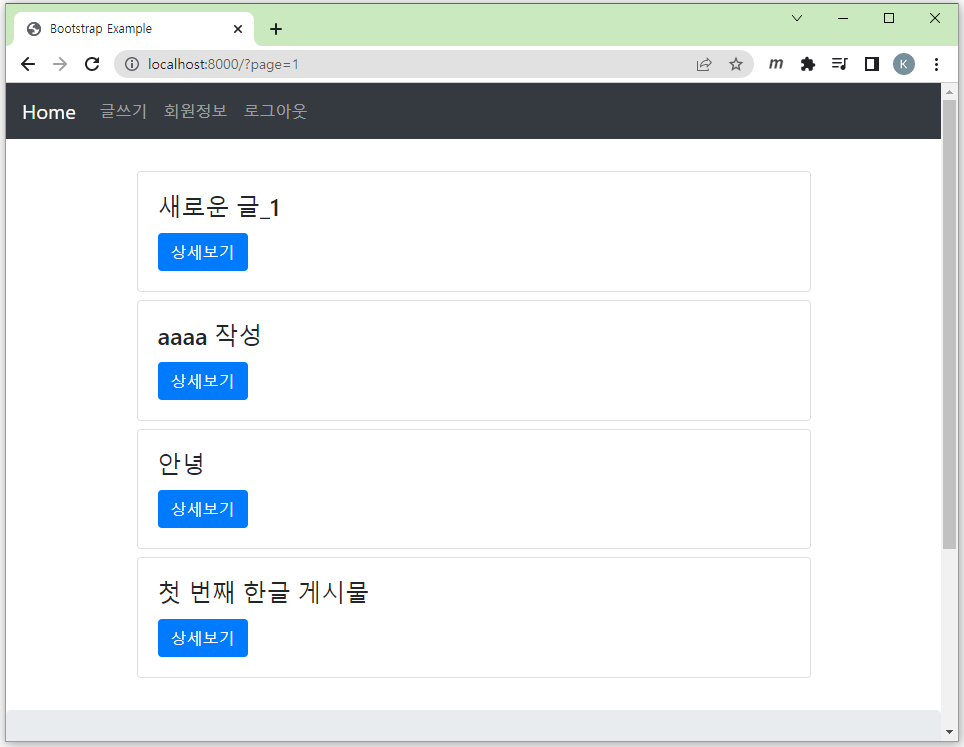 Bootstrap Example
localhost:8000/?page=1
m
K
Home 글쓰기 회원정보 로그아웃
새로운 글_1
상세보기
aaaa 작성
상세보기
안녕
상세보기
첫 번째 한글 게시물
상세보기